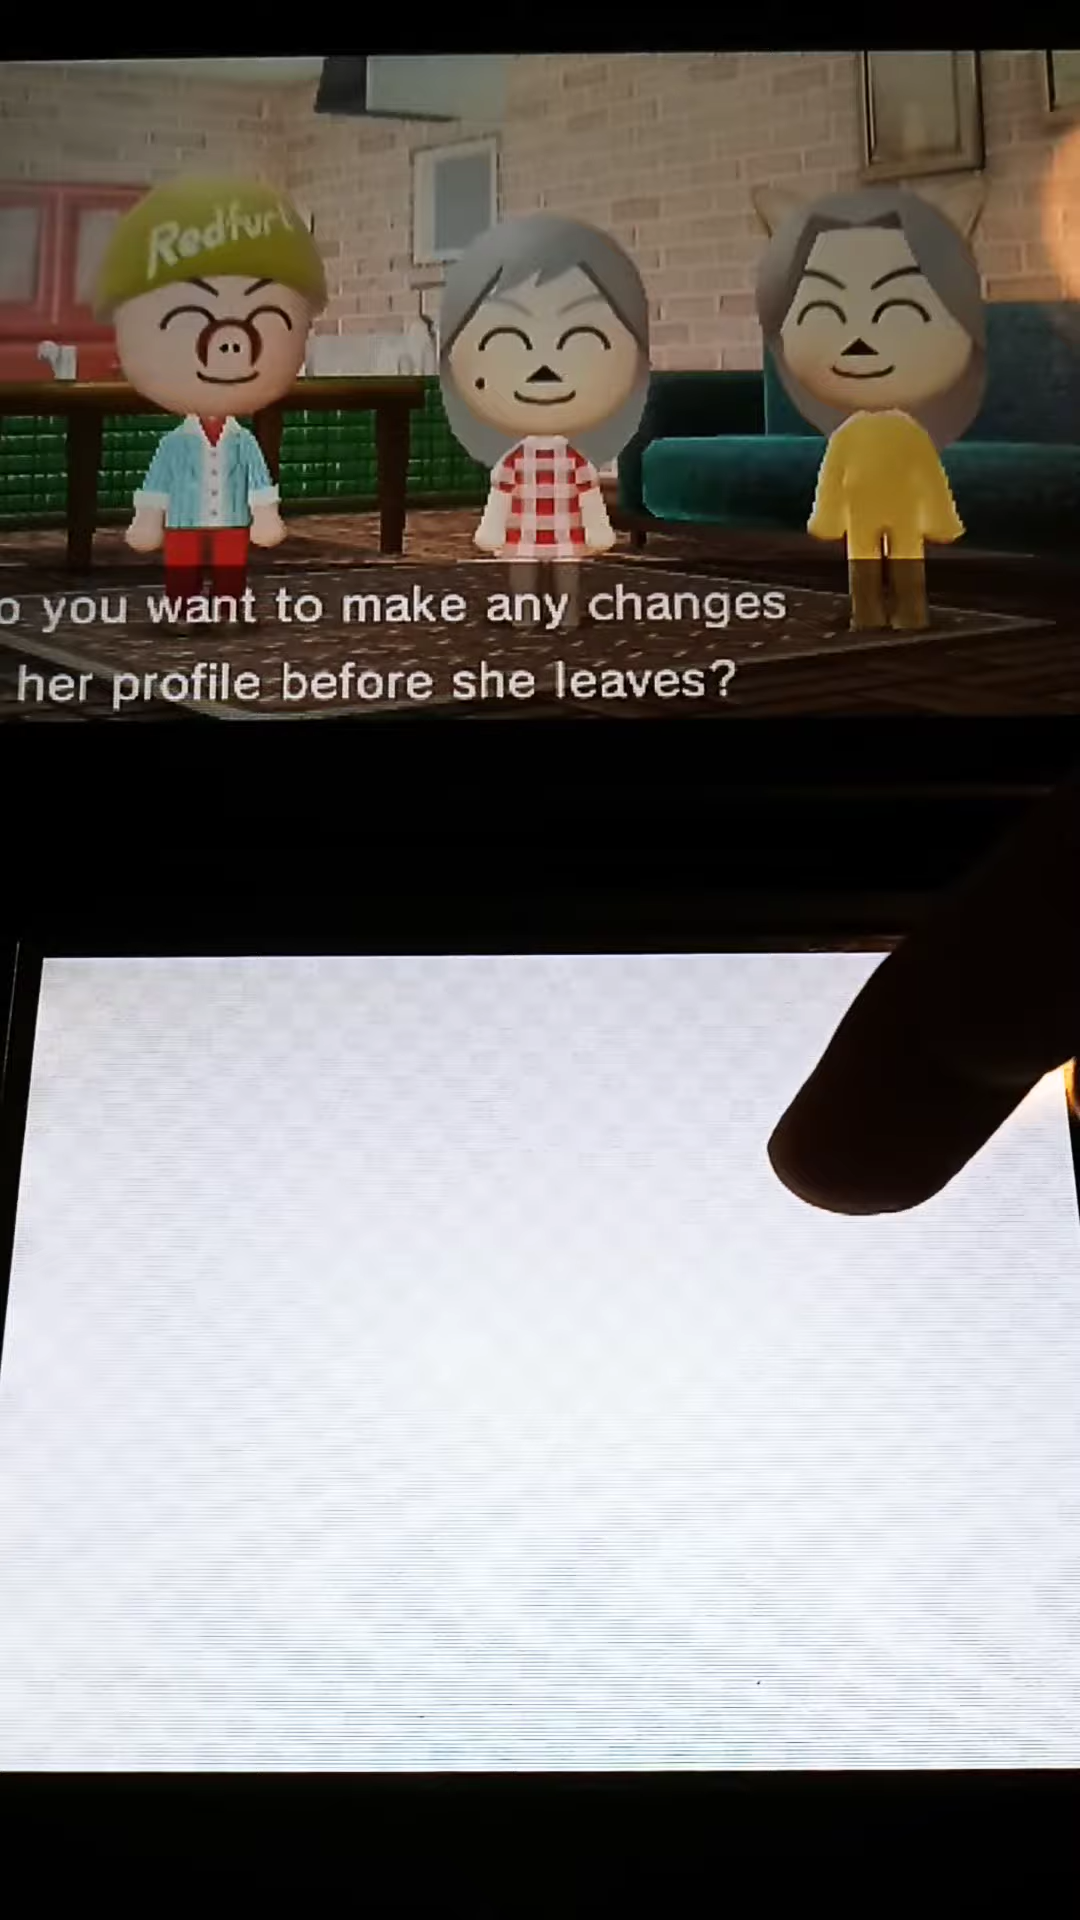 Redfurt
o you want to make any changes
her profile before she leaves?